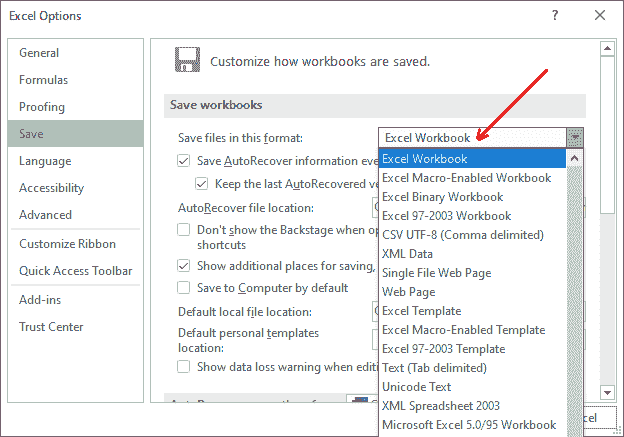 Excel Options
?
General
Formulas
Proofing
Save
Language
Accessibility
Advanced
Customize Ribbon
Quick Access Toolbar
Add-ins
Trust Center
Customize how workbooks are saved.
Save workbooks
Save files in this format:
Excel Workbook
Save AutoRecover information eve
Keep the last AutoRecovered ve
AutoRecover file location:
Don't show the Backstage when op
shortcuts
Show additional places for saving,
Save to Computer by default
Default local file location:
Default personal templates
location:
Show data loss warning when editi
Excel Workbook
Excel Macro-Enabled Workbook
Excel Binary Workbook
Excel 97-2003 Workbook
CSV UTF-8 (Comma delimited)
XML Data
Single File Web Page
Web Page
Excel Template
Excel Macro-Enabled Template
Excel 97-2003 Template
Text (Tab delimited)
Unicode Text
XML Spreadsheet 2003
Microsoft Excel 5.0/95 Workbook
cel